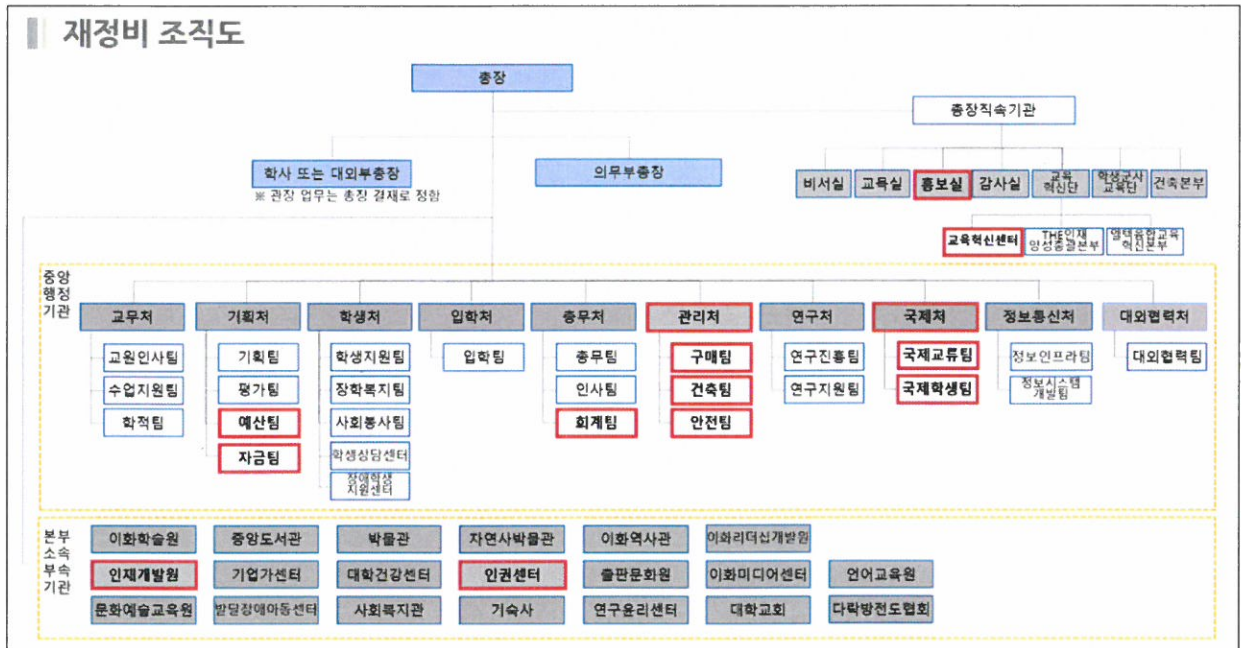 재정비 조직도
총장
총장직속기관
학사 또는 대외부총장
※ 관장 업무는 총장 결재로 정함
의무부총장
비서실
교목실
홍보실
감사실
교육
혁신단
학생군사
교육단
건축본부
교육혁신센터
THE인재
양성총괄본부
엘텍융합교육
혁신본부
중앙
행정
기관
교무처
기획처
학생처
입학처
총무처
관리처
연구처
국제처
정보통신처
대외협력처
교원인사팀
기획팀
학생지원팀
입학팀
총무팀
구매팀
연구진흥팀
국제교류팀
정보인프라팀
대외협력팀
수업지원팀
평가팀
장학복지팀
인사팀
건축팀
연구지원팀
국제학생팀
정보시스템
개발팀
학적팀
예산팀
사회봉사팀
회계팀
안전팀
자금팀
학생상담센터
장애학생
지원센터
본부
소속
부속
기관
이화학술원
중앙도서관
박물관
자연사박물관
이화역사관
이화리더십개발원
인재개발원
기업가센터
대학건강센터
인권센터
출판문화원
이화미디어센터
언어교육원
문화예술교육원
발달장애아동센터
사회복지관
기숙사
연구윤리센터
대학교회
다락방전도협회